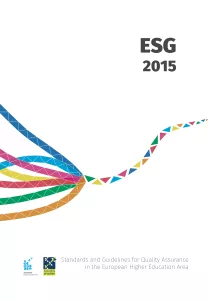 ESG
2015
Standards and Guidelines for Quality Assurance
in the European Higher Education Area